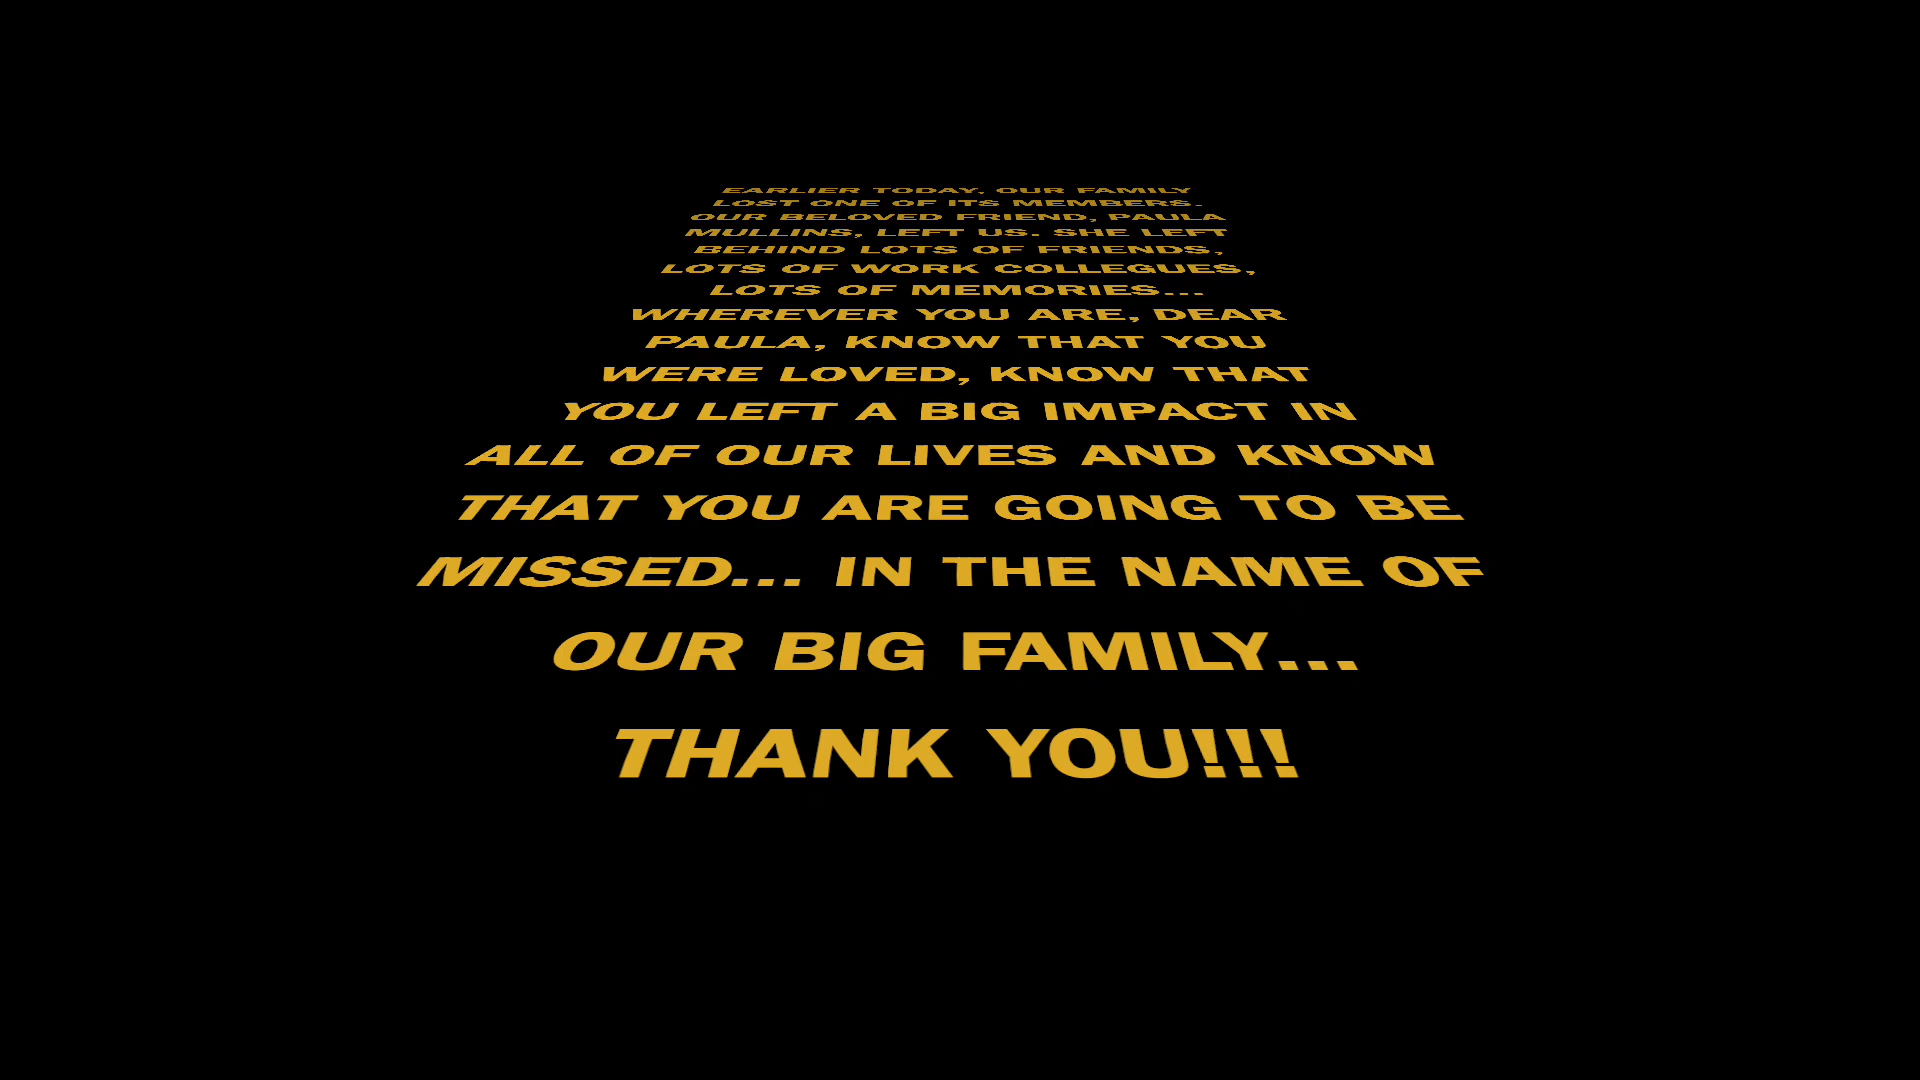 EARLIER TODAY, OUR FAMILY
LOST ONE OF ITS MEMBERS.
OUR BELOVED FRIEND, PAULA
MULLINS, LEFT US. SHE LEFT
BEHIND LOTS OF FRIENDS,
LOTS OF WORK COLLEGUES,
LOTS OF MEMORIES...
WHEREVER YOU ARE, DEAR
PAULA, KNOW THAT YOU
WERE LOVED, KNOW THAT
YOU LEFT A BIG IMPACT IN
ALL OF OUR LIVES AND KNOW
THAT YOU ARE GOING TO BE
MISSED... IN THE NAME OF
OUR BIG FAMILY...
THANK YOU!!!